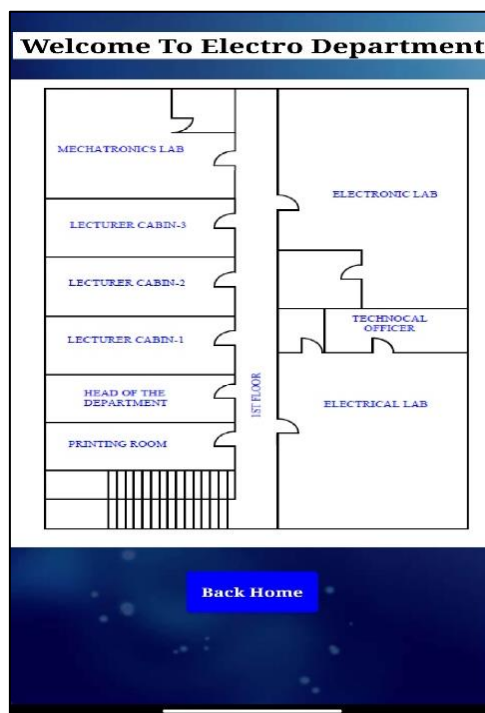 Welcome To Electro Department
MECHATRONICS LAB
ELECTRONIC LAB
LECTURER CABIN-3
LECTURER CABIN-2
TECHNOCAL
OFFICER
LECTURER CABIN-1
HEAD OF THE
DEPARTMENT
1ST FLOOR
ELECTRICAL LAB
PRINTING ROOM
Back Home